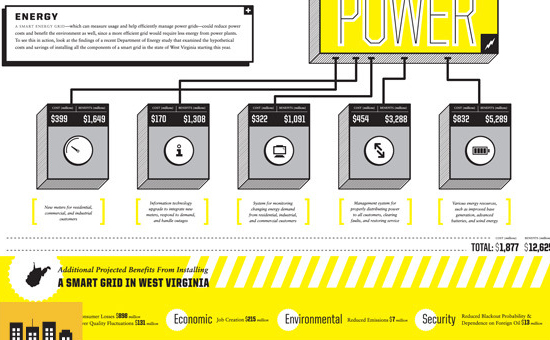 ENERGY
A SMART ENERGY GRID—which can measure usage and help efficiently manage power grids—could reduce power
costs and benefit the environment as well, since a more efficient grid would require less energy from power plants.
To see this in action, look at the findings of a recent Department of Energy study that examined the hypothetical
costs and savings of installing all the components of a smart grid in the state of West Virginia starting this year.
POWER
COST (millions) BENEFITS (millions)
$399 $1,649
New meters for residential,
commercial, and industrial
customers
COST (millions) BENEFITS (millions)
$170 $1,308
Information technology
upgrade to integrate new
meters, respond to demand,
and handle outages
COST (millions) BENEFITS (millions)
$322 $1,091
System for monitoring
changing energy demand
from residential, industrial,
and commercial customers
COST (millions) BENEFITS (millions)
$454 $3,288
Management system for
properly distributing power
to all customers, clearing
faults, and restoring service
COST (millions) BENEFITS (millions)
$832 $5,289
Various energy resources,
such as improved base
generation, advanced
batteries, and wind energy
COST (millions) BENEFITS
TOTAL: $1,877 $12,625
Additional Projected Benefits From Installing
A SMART GRID IN WEST VIRGINIA
nsumer Losses $898 million
er Quality Fluctuations $131 million
Economic Job Creation $215 million
Environmental Reduced Emissions $7 million
Security Reduced Blackout Probability &
Dependence on Foreign Oil $13 million